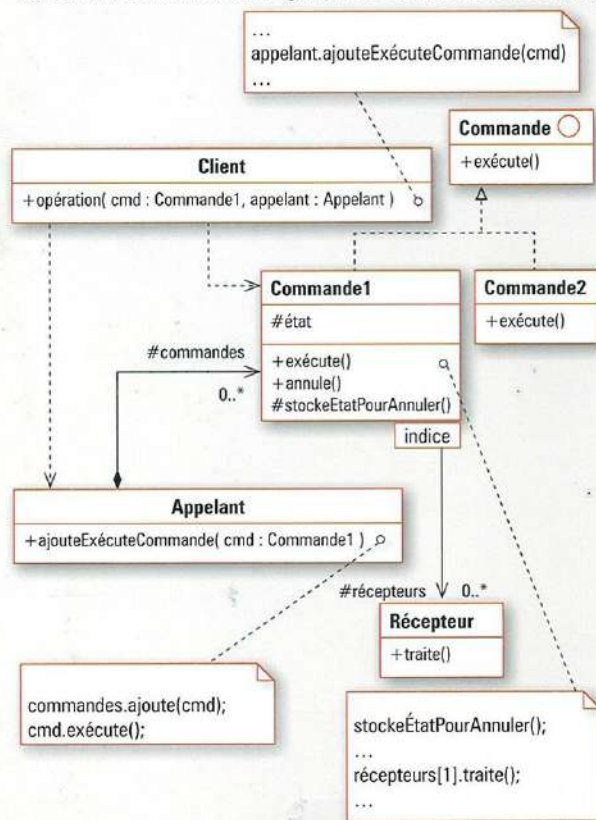 ...
appelant.ajouteExécuteCommande(cmd)
...
Commande
+exécute()
Client
+opération( cmd : Commande1, appelant : Appelant )
Commande1
#état
+exécute()
+annule()
#stockeEtatPourAnnuler()
indice
Commande2
+exécute()
#commandes
0..*
Appelant
+ajouteExécuteCommande( cmd : Commande1 )
#récepteurs
0..*
Récepteur
+traite()
commandes.ajoute(cmd);
cmd.exécute();
stockeÉtatPourAnnuler();
...
récepteurs[1].traite();
...